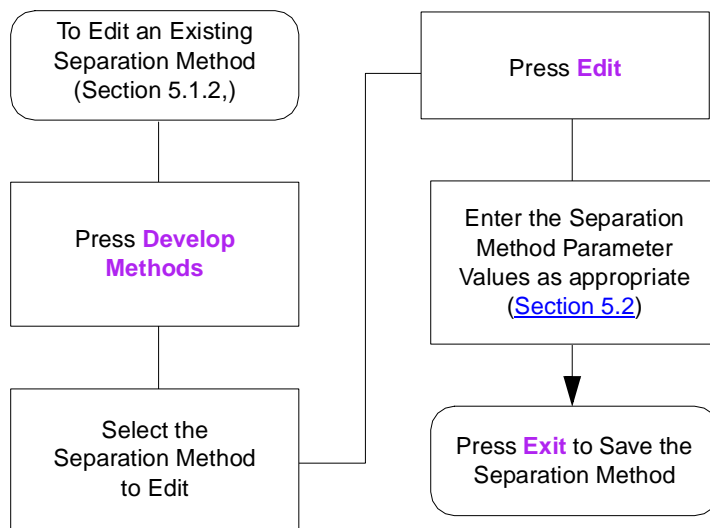 To Edit an Existing
Separation Method
(Section 5.1.2,)
Press Develop
Methods
Select the
Separation Method
to Edit
Press Edit
Enter the Separation
Method Parameter
Values as appropriate
(Section 5.2)
Press Exit to Save the
Separation Method